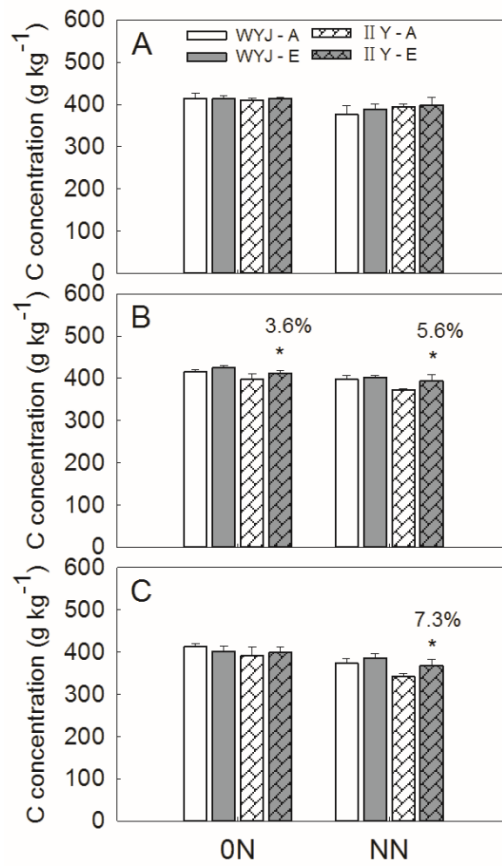 A
WYJ - A
II Y - A
WYJ - E
II Y - E
C concentration (g kg⁻¹)
600
500
400
300
200
100
0
B
3.6%
*
5.6%
*
C concentration (g kg⁻¹)
600
500
400
300
200
100
0
C
7.3%
*
C concentration (g kg⁻¹)
600
500
400
300
200
100
0
0N
NN